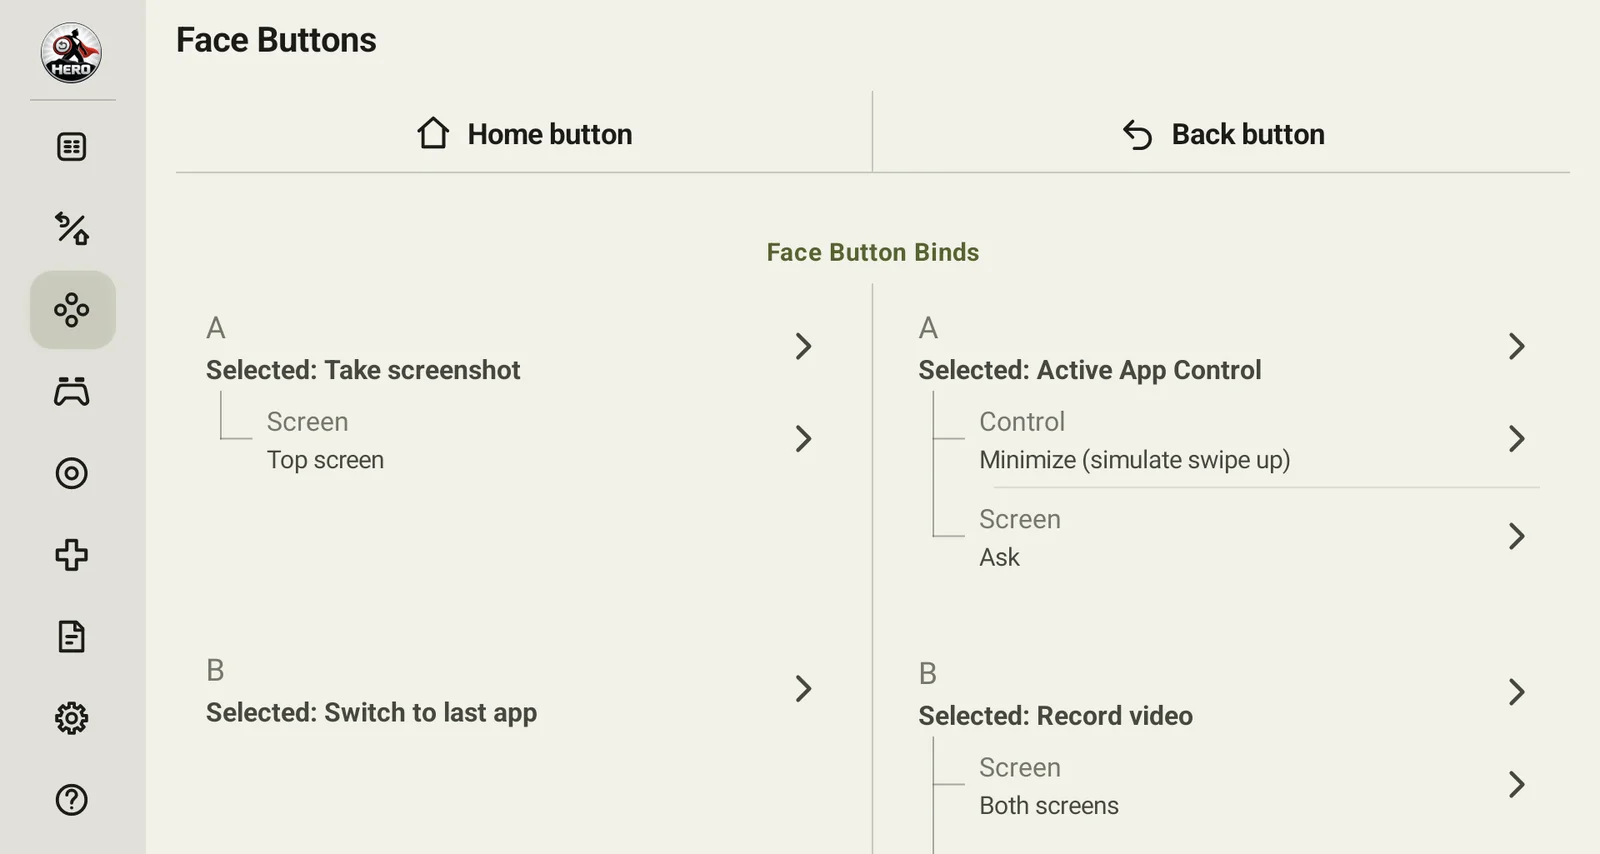 HERO
Face Buttons
Home button
Back button
Face Button Binds
A
Selected: Take screenshot
Screen
Top screen
B
Selected: Switch to last app
A
Selected: Active App Control
Control
Minimize (simulate swipe up)
Screen
Ask
B
Selected: Record video
Screen
Both screens